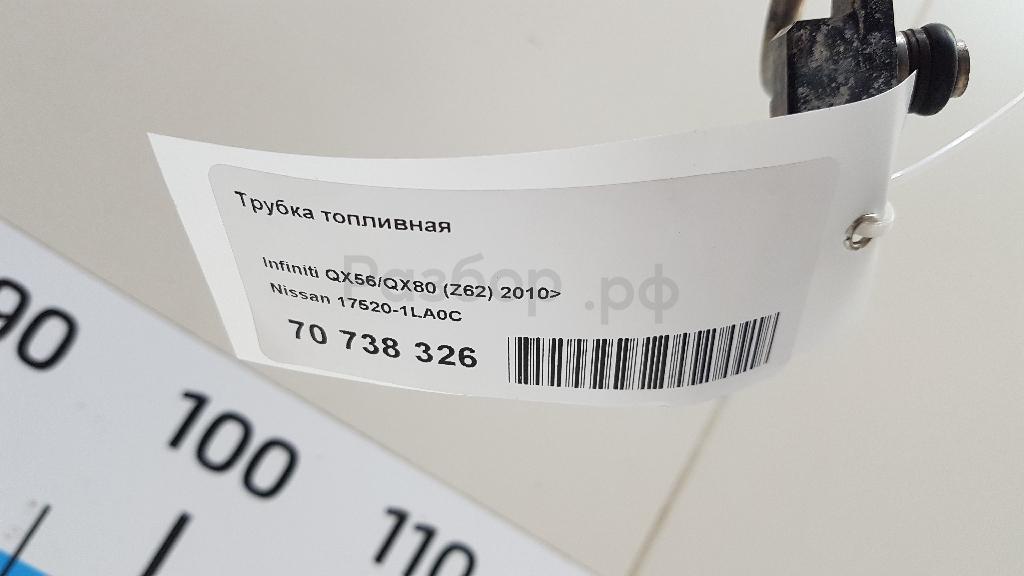 Трубка топливная
Infiniti QX56/QX80 (Z62) 2010>
Nissan 17520-1LA0C
70 738 326
Разбор.рф
90
100
110